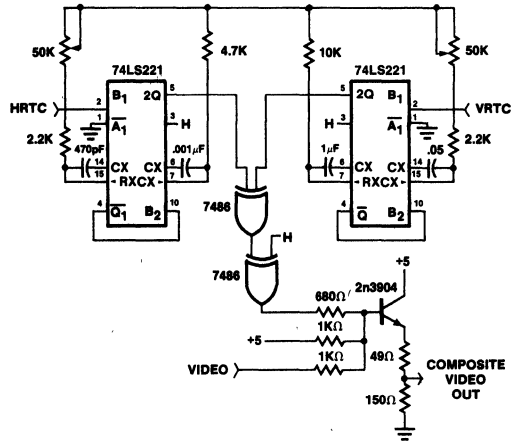 50K
4.7K
10K
50K
74LS221
74LS221
HRTC
2
B1
2Q
5
5
2Q
B1
2
VRTC
1
A1
3
H
H
3
A1
1
2.2K
2.2K
470pF
14
CX
CX
6
.001µF
1µF
6
CX
CX
14
.05
15
RXCX
7
7
RXCX
15
4
Q1
B2
10
4
Q
B2
10
7486
H
7486
+5
680Ω
2n3904
1KΩ
+5
1KΩ
49Ω
VIDEO
COMPOSITE
VIDEO
OUT
150Ω